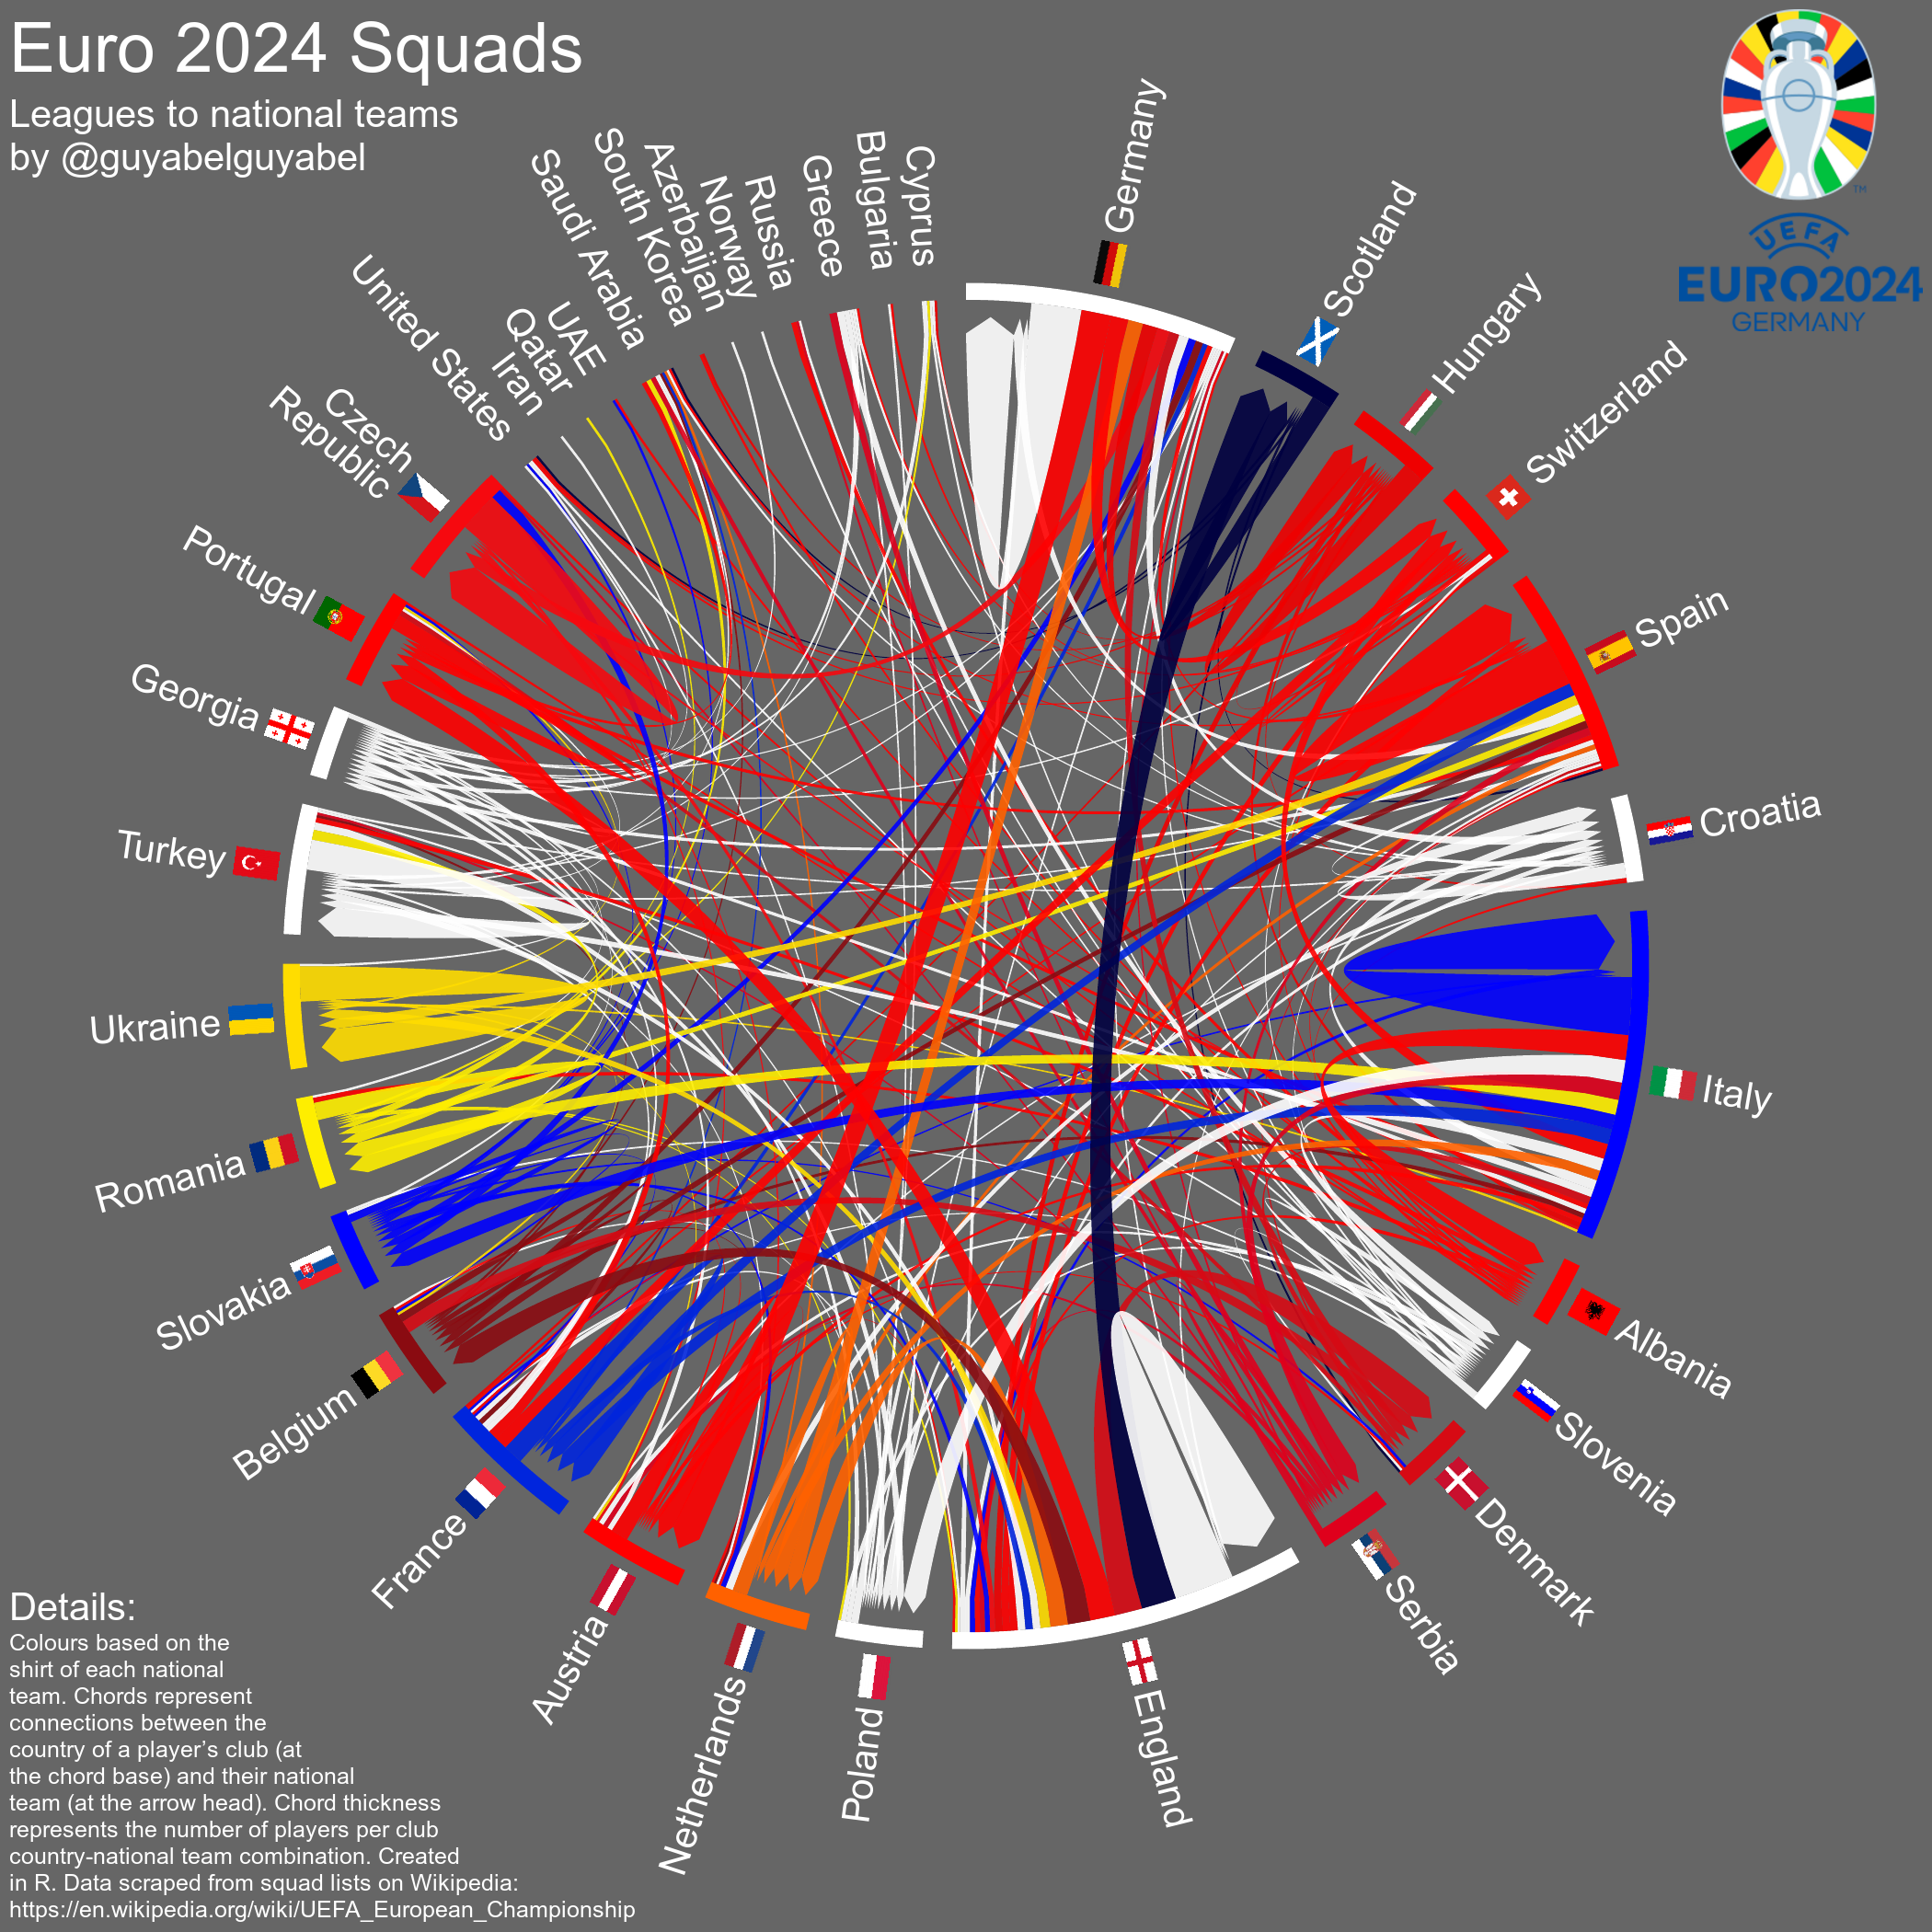 Euro 2024 Squads
Leagues to national teams
by @guyabelguyabel
TM
UEFA
EURO2024
GERMANY
Germany
Scotland
Hungary
Switzerland
Spain
Croatia
Italy
Albania
Slovenia
Denmark
Serbia
England
Poland
Netherlands
Austria
France
Belgium
Slovakia
Romania
Ukraine
Turkey
Georgia
Portugal
Czech
Republic
United States
Iran
Qatar
UAE
Saudi Arabia
South Korea
Azerbaijan
Norway
Russia
Greece
Bulgaria
Cyprus
Details:
Colours based on the
shirt of each national
team. Chords represent
connections between the
country of a player’s club (at
the chord base) and their national
team (at the arrow head). Chord thickness
represents the number of players per club
country-national team combination. Created
in R. Data scraped from squad lists on Wikipedia:
https://en.wikipedia.org/wiki/UEFA_European_Championship